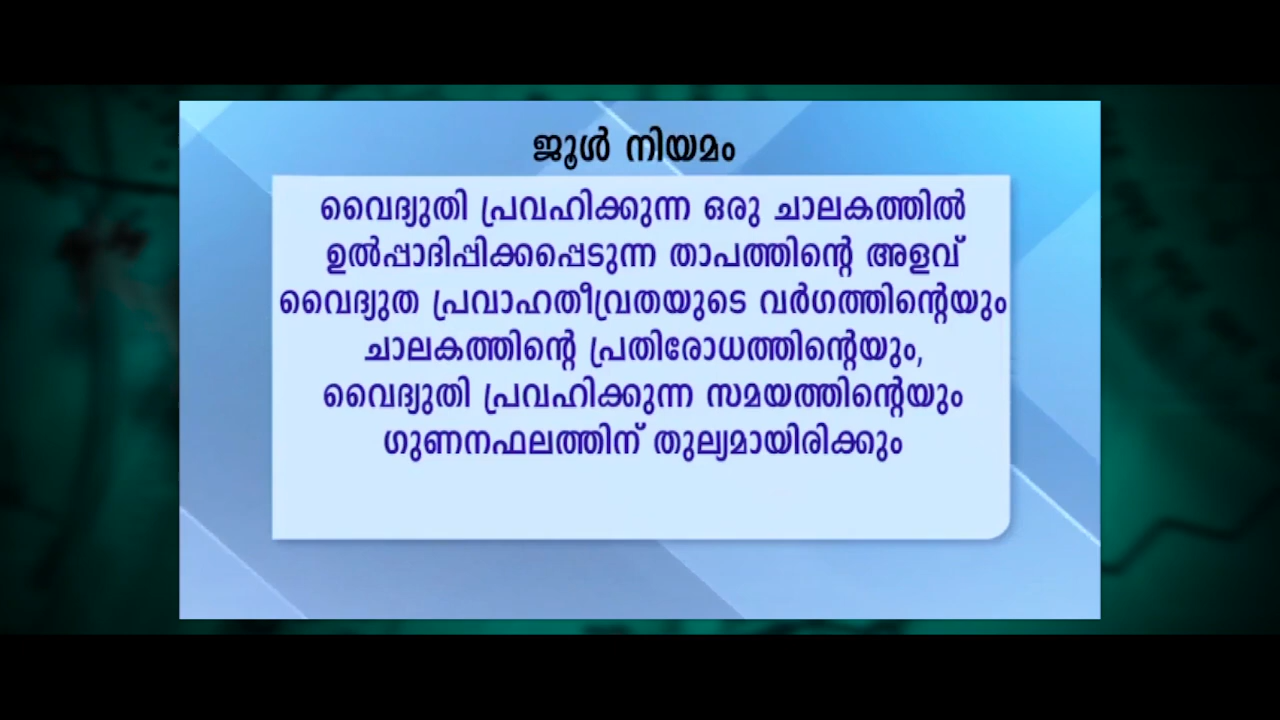 ജൂൾ നിയമം
വൈദ്യുതി പ്രവഹിക്കുന്ന ഒരു ചാലകത്തിൽ
ഉൽപ്പാദിപ്പിക്കപ്പെടുന്ന താപത്തിന്റെ അളവ്
വൈദ്യുത പ്രവാഹതീവ്രതയുടെ വർഗത്തിന്റെയും
ചാലകത്തിന്റെ പ്രതിരോധത്തിന്റെയും,
വൈദ്യുതി പ്രവഹിക്കുന്ന സമയത്തിന്റെയും
ഗുണനഫലത്തിന് തുല്യമായിരിക്കും